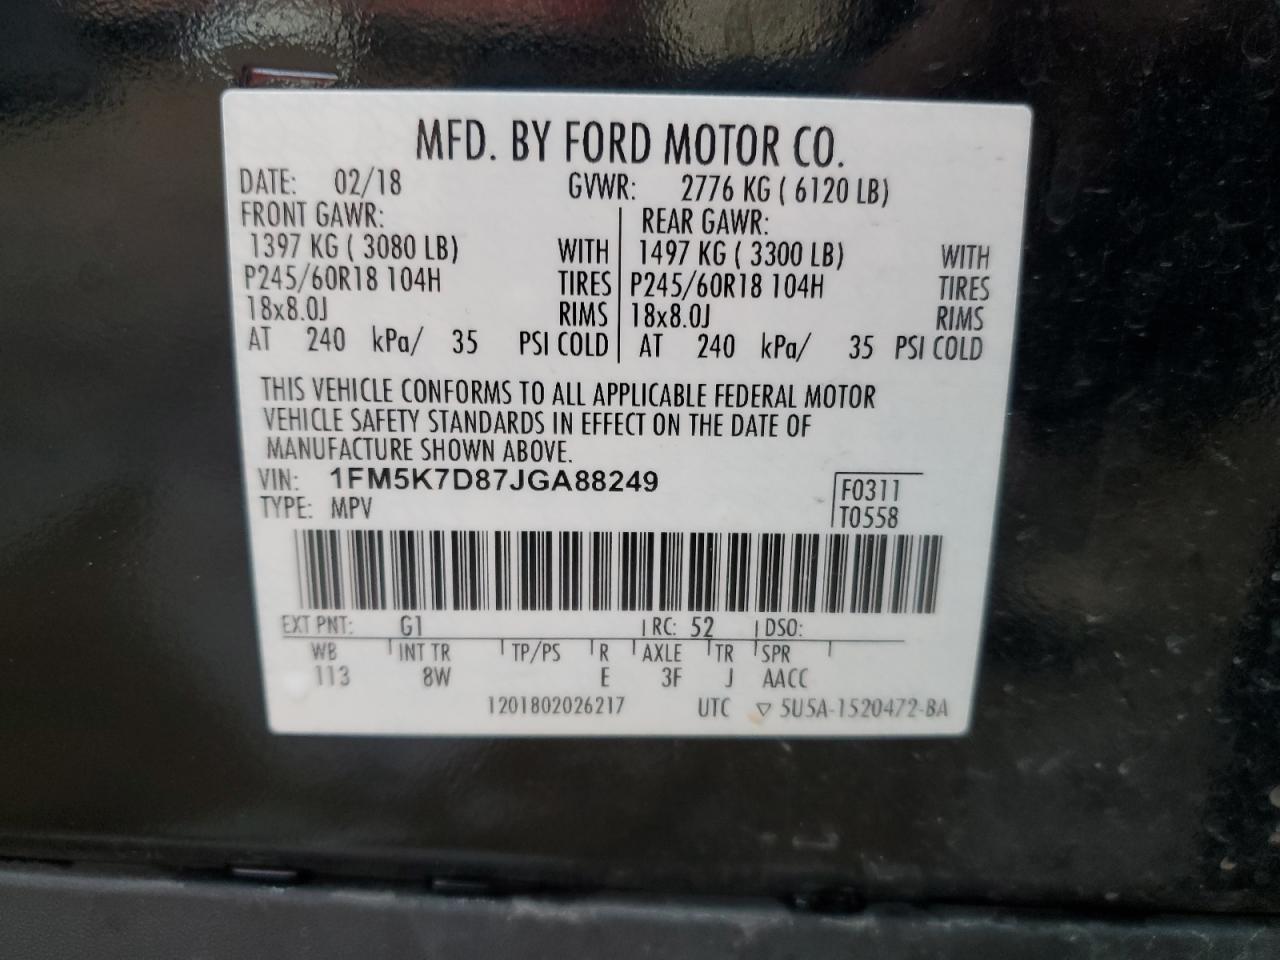 MFD. BY FORD MOTOR CO.
DATE: 02/18 GVWR: 2776 KG ( 6120 LB)
FRONT GAWR: REAR GAWR:
1397 KG ( 3080 LB) WITH 1497 KG ( 3300 LB) WITH
P245/60R18 104H TIRES P245/60R18 104H TIRES
18x8.0J RIMS 18x8.0J RIMS
AT 240 kPa/ 35 PSI COLD AT 240 kPa/ 35 PSI COLD
THIS VEHICLE CONFORMS TO ALL APPLICABLE FEDERAL MOTOR
VEHICLE SAFETY STANDARDS IN EFFECT ON THE DATE OF
MANUFACTURE SHOWN ABOVE.
VIN: 1FM5K7D87JGA88249
TYPE: MPV
F0311
T0558
EXT PNT: G1 RC: 52 DSO:
WB INT TR TP/PS R AXLE TR SPR
113 8W E 3F J AACC
1201802026217 UTC ▽ 5U5A-1520472-BA